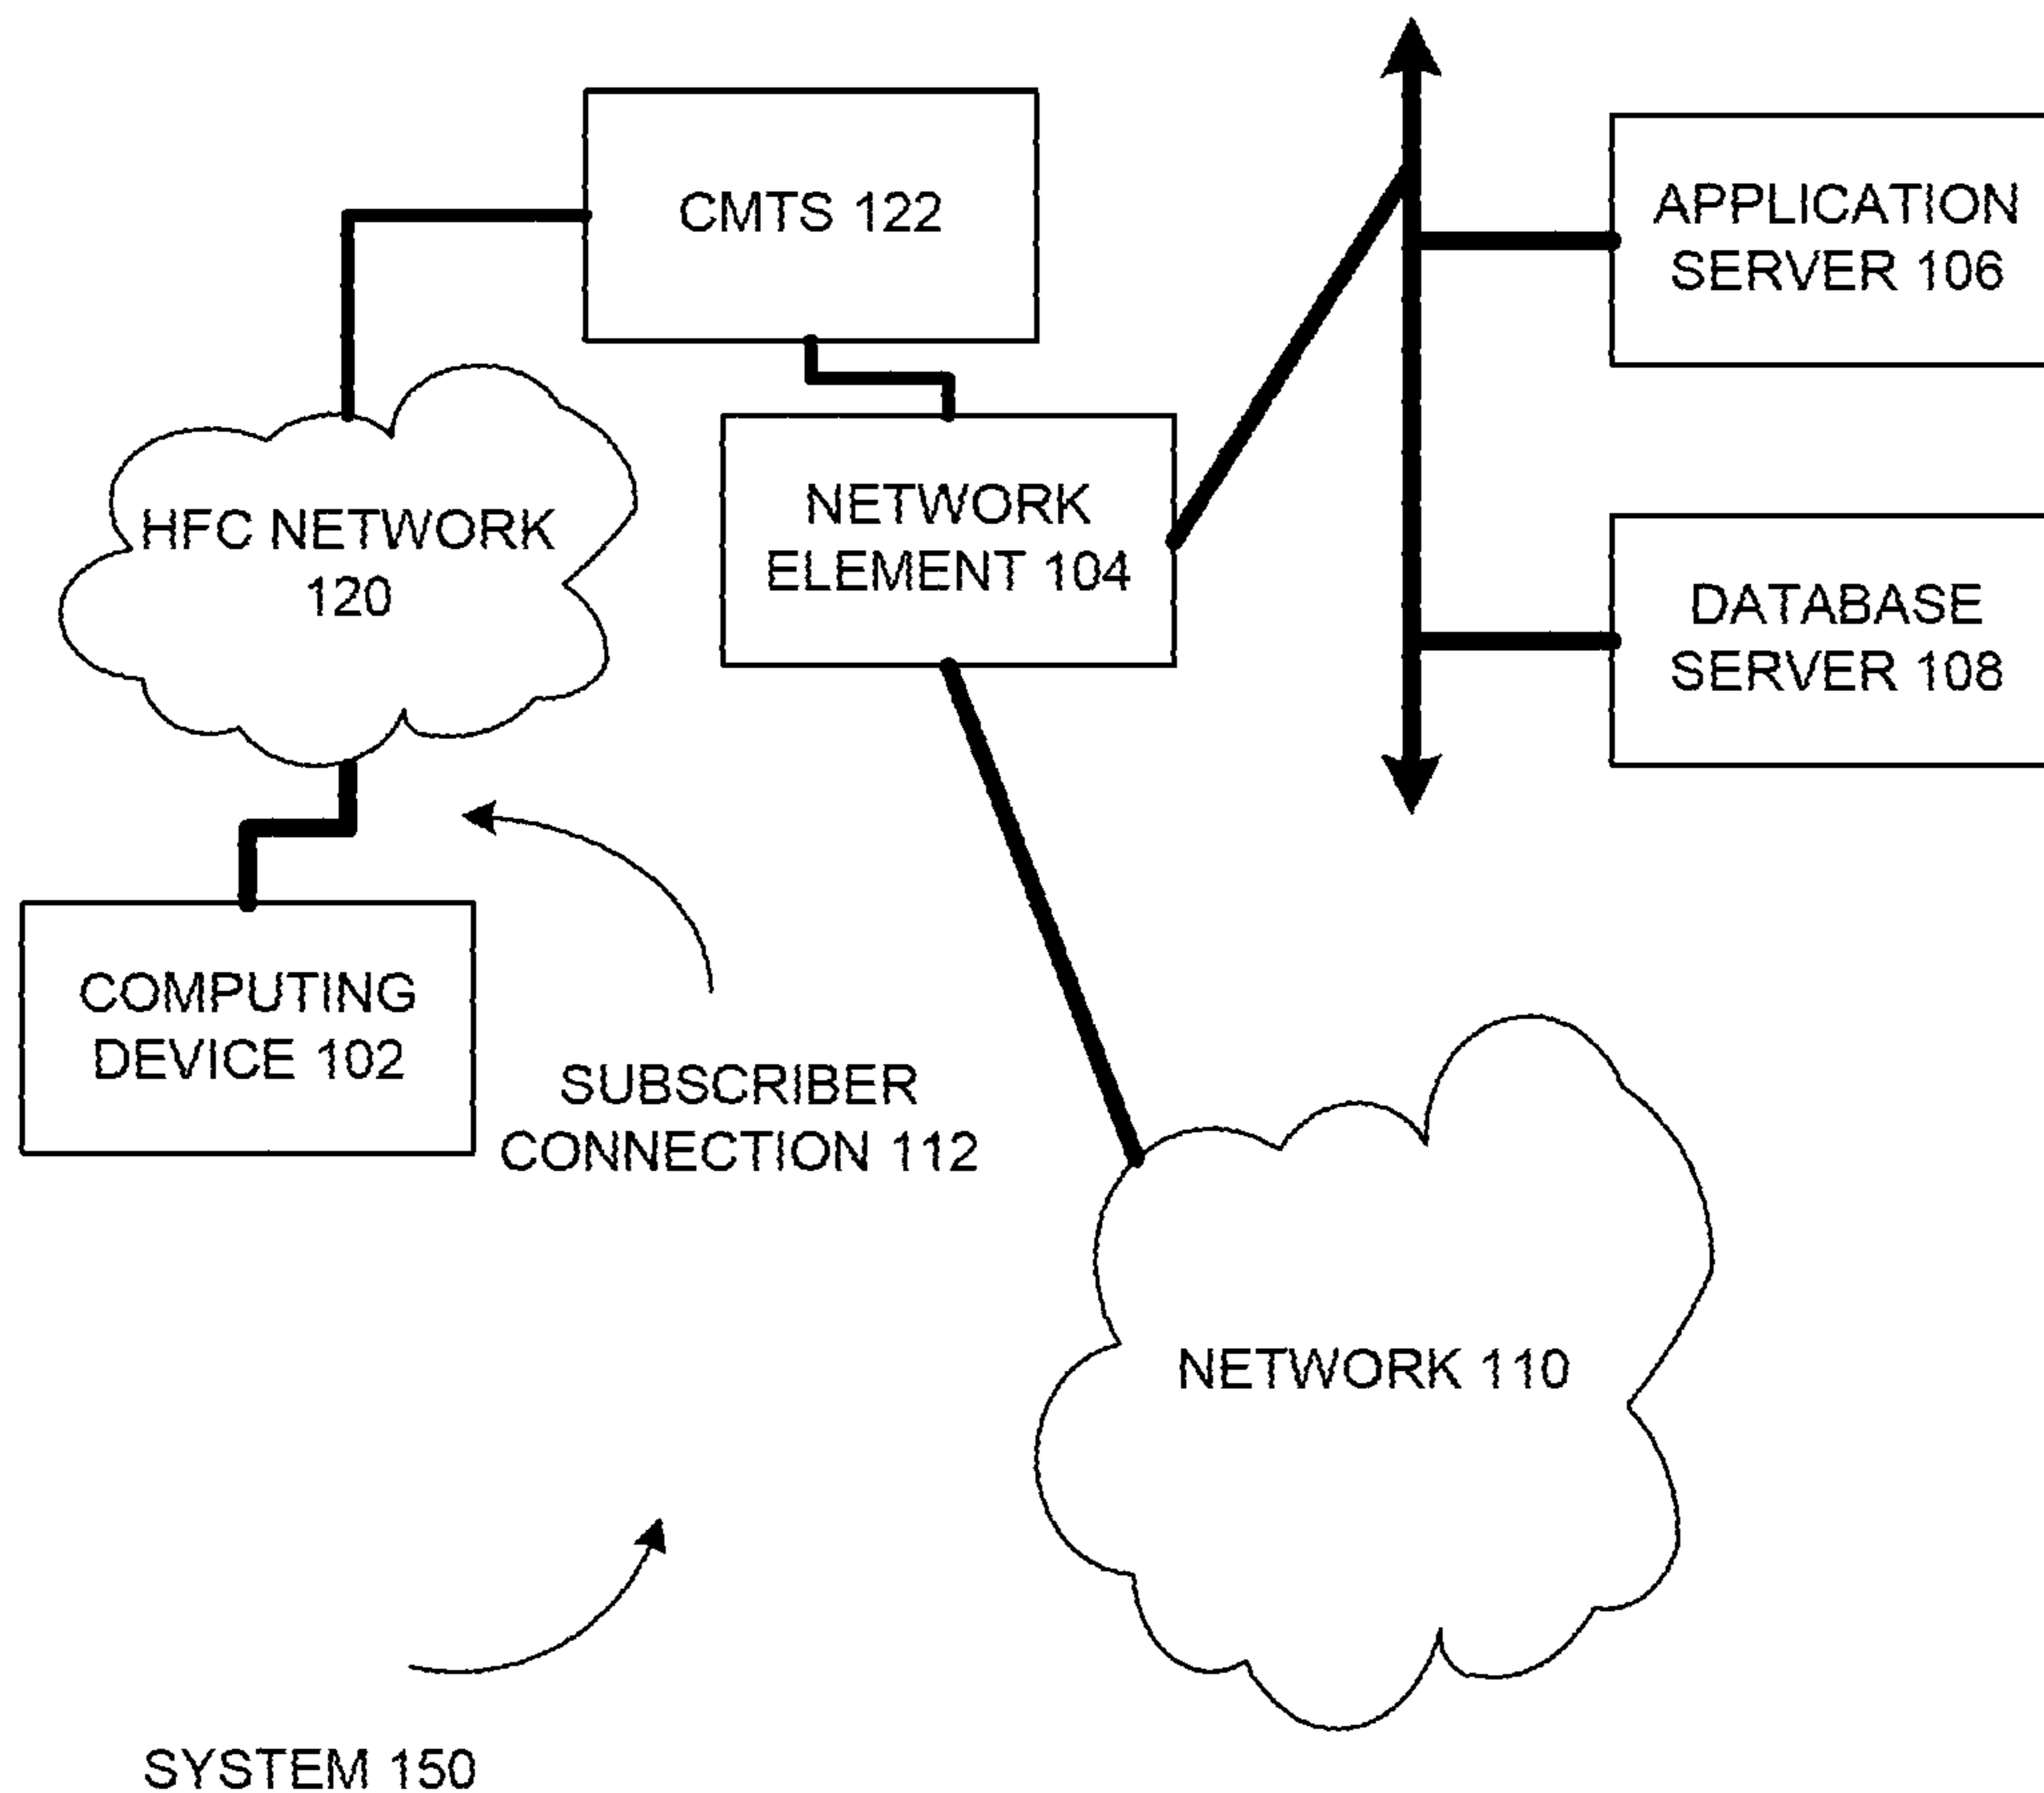 CMTS 122
APPLICATION
SERVER 106
HFC NETWORK
120
NETWORK
ELEMENT 104
DATABASE
SERVER 108
COMPUTING
DEVICE 102
SUBSCRIBER
CONNECTION 112
NETWORK 110
SYSTEM 150